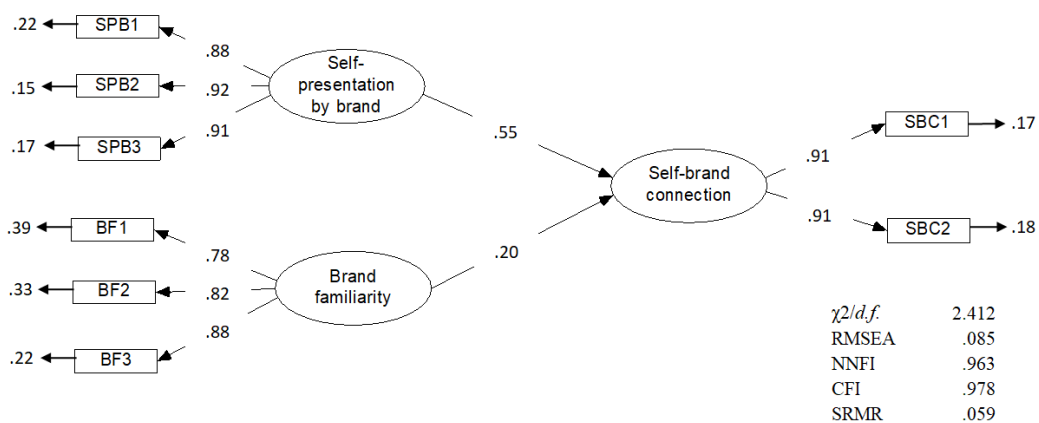 .22
SPB1
.88
.15
SPB2
.92
.17
SPB3
.91
Self-
presentation
by brand
.55
.39
BF1
.78
.33
BF2
.82
.22
BF3
.88
Brand
familiarity
.20
Self-brand
connection
.91
SBC1
.17
.91
SBC2
.18
χ2/d.f. 2.412
RMSEA .085
NNFI .963
CFI .978
SRMR .059